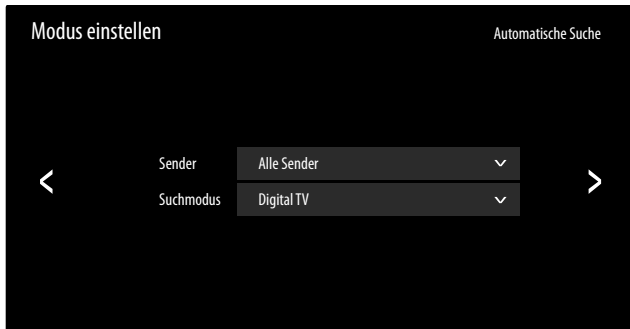 Modus einstellen
Automatische Suche
Sender
Alle Sender
Suchmodus
Digital TV